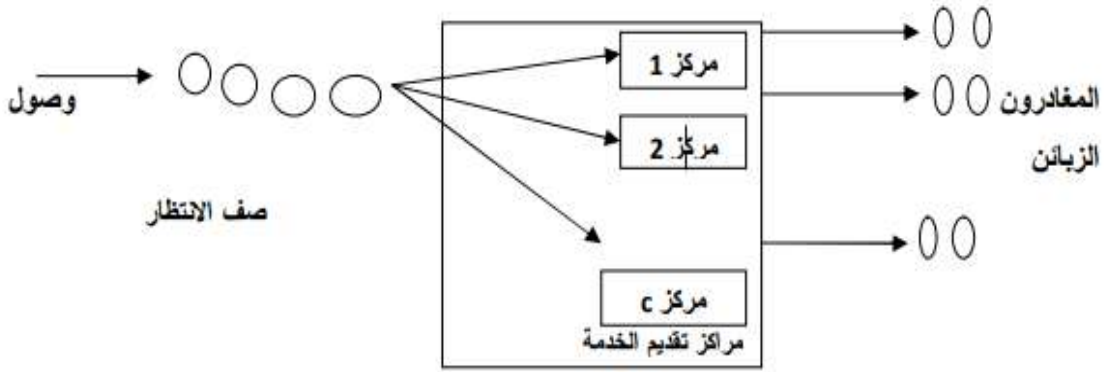 وصول
صف الانتظار
مركز 1
مركز 2
مركز c
مراكز تقديم الخدمة
المغادرون
الزبائن